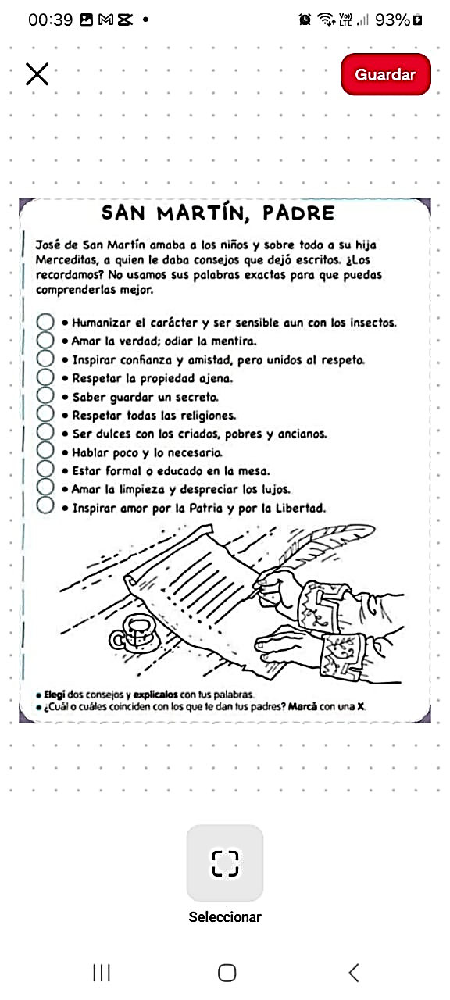 00:39
Vo))
LTE
93%
Guardar
SAN MARTÍN, PADRE
José de San Martín amaba a los niños y sobre todo a su hija
Merceditas, a quien le daba consejos que dejó escritos. ¿Los
recordamos? No usamos sus palabras exactas para que puedas
comprenderlas mejor.
• Humanizar el carácter y ser sensible aun con los insectos.
• Amar la verdad; odiar la mentira.
• Inspirar confianza y amistad, pero unidos al respeto.
• Respetar la propiedad ajena.
• Saber guardar un secreto.
• Respetar todas las religiones.
• Ser dulces con los criados, pobres y ancianos.
• Hablar poco y lo necesario.
• Estar formal o educado en la mesa.
• Amar la limpieza y despreciar los lujos.
• Inspirar amor por la Patria y por la Libertad.
• Elegí dos consejos y explicalos con tus palabras.
• ¿Cuál o cuáles coinciden con los que te dan tus padres? Marcá con una X.
Seleccionar